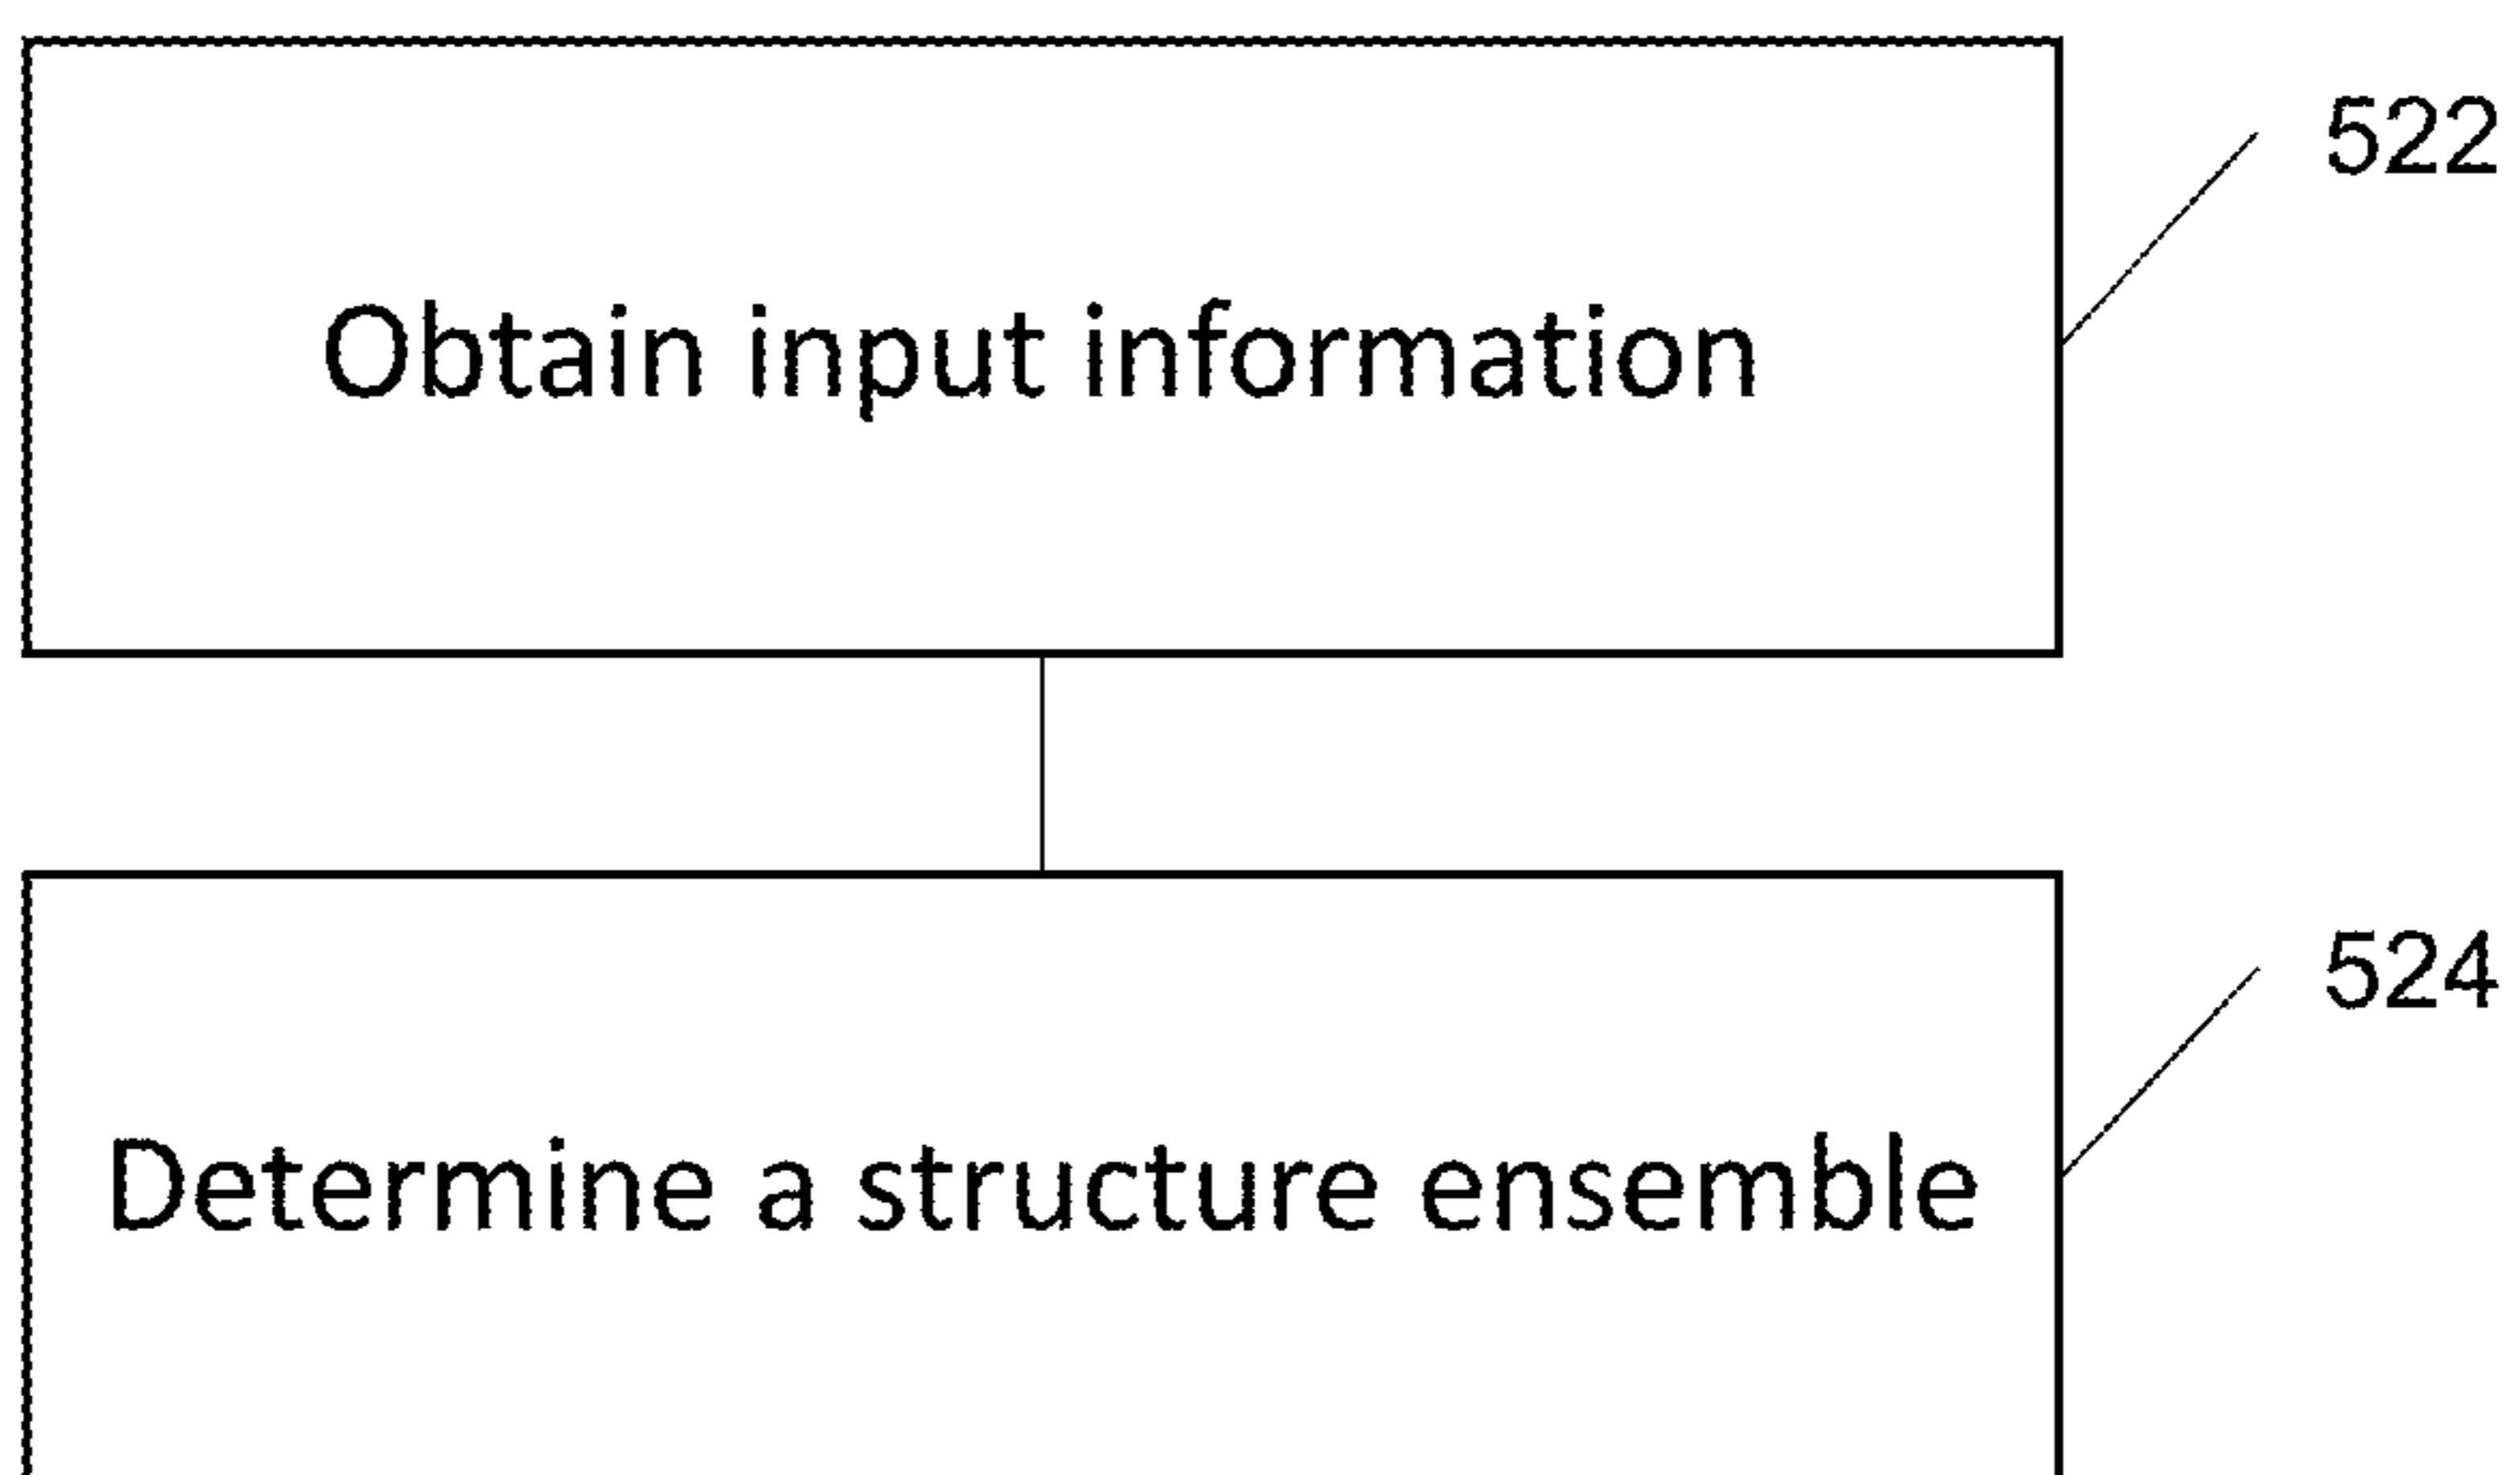 522
Obtain input information
524
Determine a structure ensemble